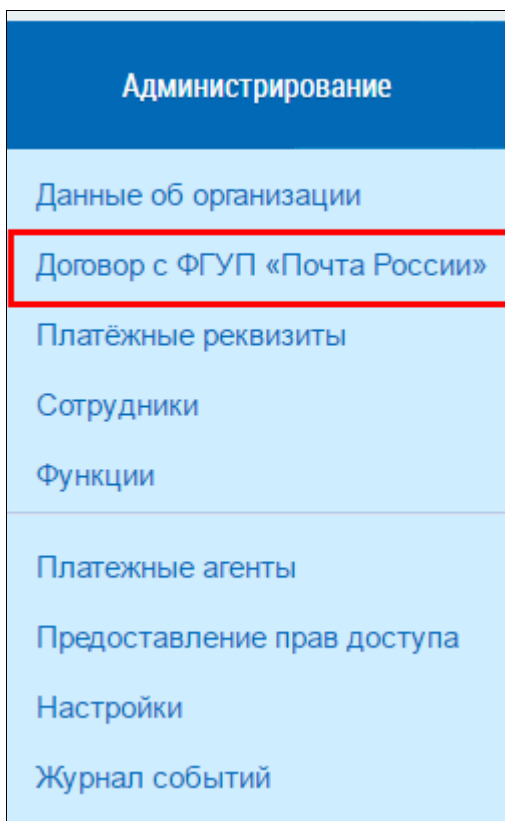 Администрирование
Данные об организации
Договор с ФГУП «Почта России»
Платёжные реквизиты
Сотрудники
Функции
Платежные агенты
Предоставление прав доступа
Настройки
Журнал событий